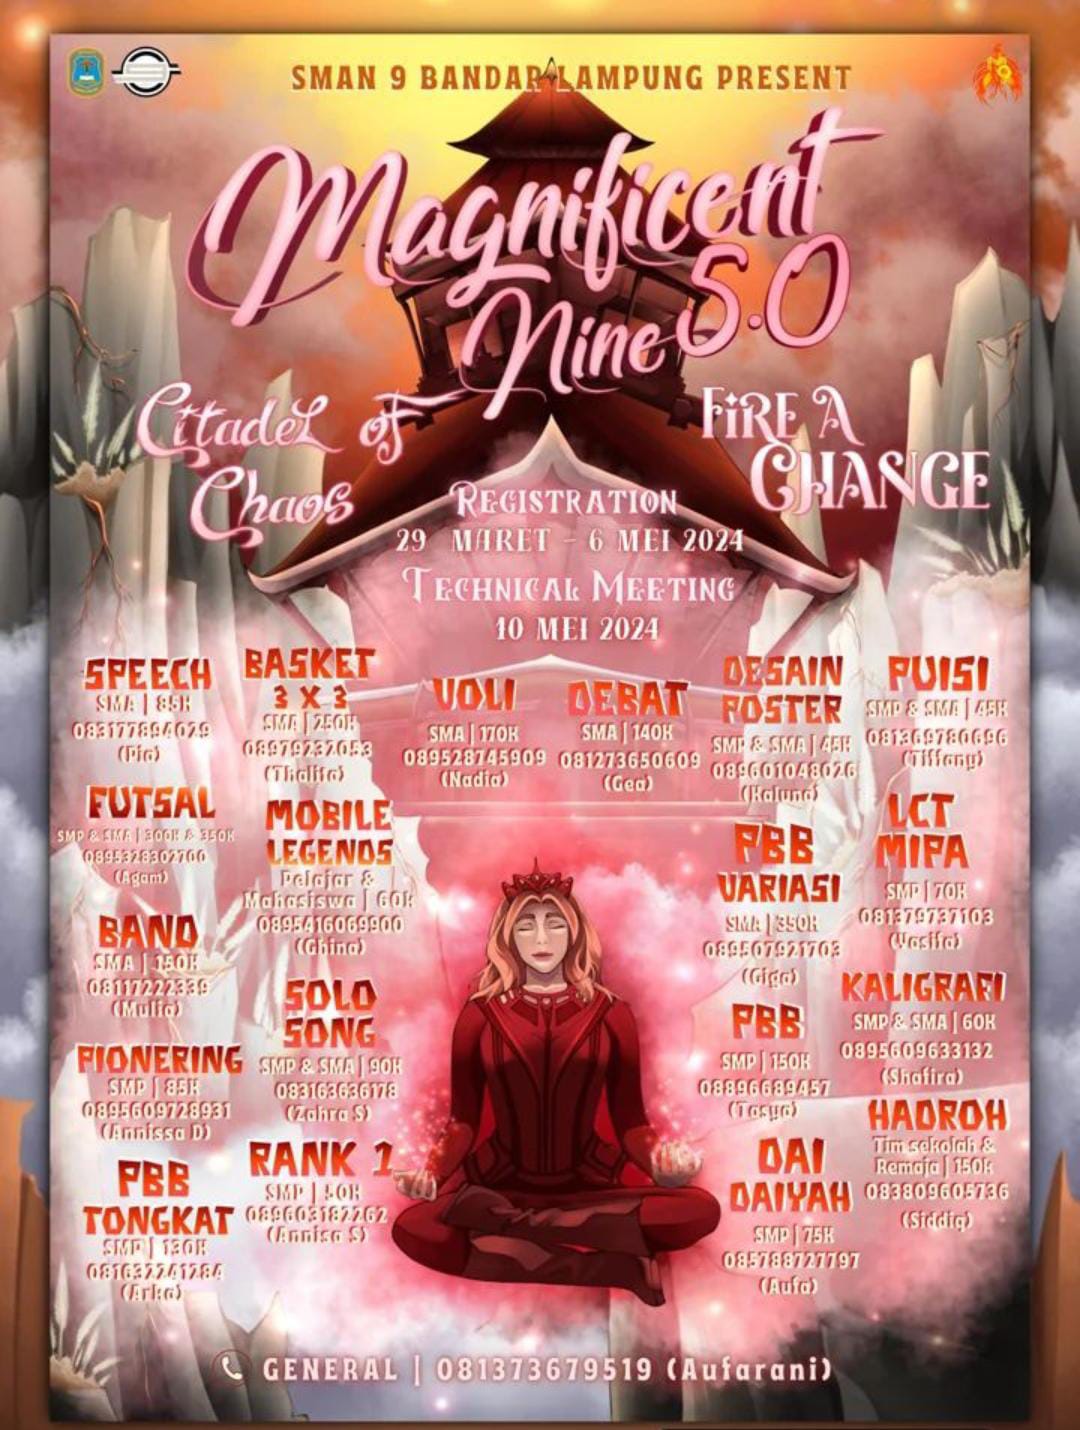 SMAN 9 BANDAR LAMPUNG PRESENT
Magnificent
Nine 5.0
Citadel of
Chaos
FIRE A
CHANGE
REGISTRATION
29 MARET - 6 MEI 2024
TECHNICAL MEETING
10 MEI 2024
SPEECH
SMA | 85K
083177894029
(Pia)
BASKET
3 X 3
SMA | 250K
08979232053
(Thalita)
VOLI
SMA | 170K
089528745909
(Nadia)
DEBAT
SMA | 140K
081273650609
(Gea)
DESAIN
POSTER
SMP & SMA | 45K
089601048026
(Kaluna)
PUISI
SMP & SMA | 45K
081369780696
(Tiffany)
FUTSAL
SMP & SMA | 300K & 350K
0895328302700
(Agam)
MOBILE
LEGENDS
Pelajar &
Mahasiswa | 60k
0895416069900
(Ghina)
PBB
VARIASI
SMA | 350K
089507921703
(Giga)
LCT
MIPA
SMP | 70K
081379737103
(Vasifa)
BAND
SMA | 150K
08117222339
(Mulia)
SOLO
SONG
SMP & SMA | 90K
083163636178
(Zahra S)
PBB
SMP | 150K
08896689457
(Tasya)
KALIGRAFI
SMP & SMA | 60K
0895609633132
(Shafira)
PIONERING
SMP | 85K
0895609728931
(Annissa D)
RANK 1
SMP | 50K
089603182262
(Annisa S)
DAI
DAIYAH
SMP | 75K
085788727797
(Aufa)
HADROH
Tim sekolah &
Remaja | 150k
083809605736
(Siddiq)
PBB
TONGKAT
SMP | 130K
081632241284
(Arka)
GENERAL | 081373679519 (Aufarani)